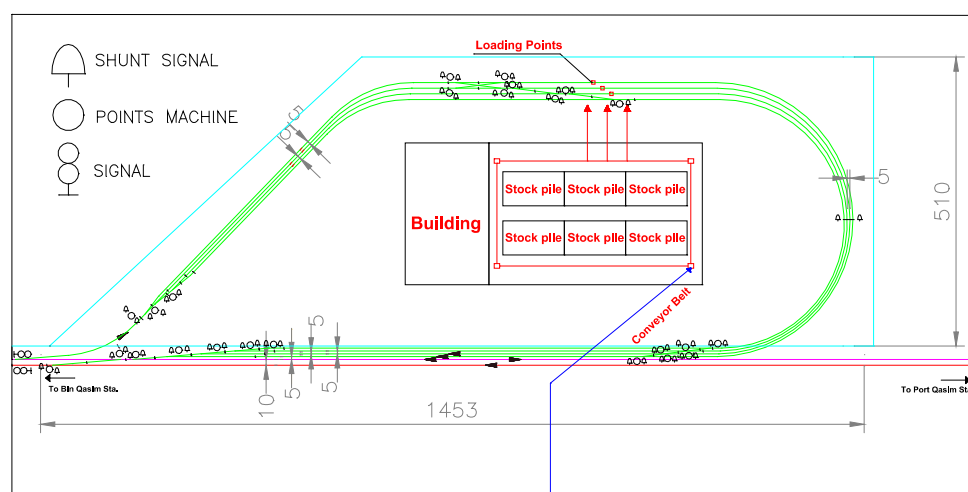 Loading Points
SHUNT SIGNAL
POINTS MACHINE
SIGNAL
5
5
5
510
Building
Stock pile Stock pile Stock pile
Stock pile Stock pile Stock pile
Conveyor Belt
5
10
5
5
To Bin Qasim Sta.
To Port Qasim Sta.
1453